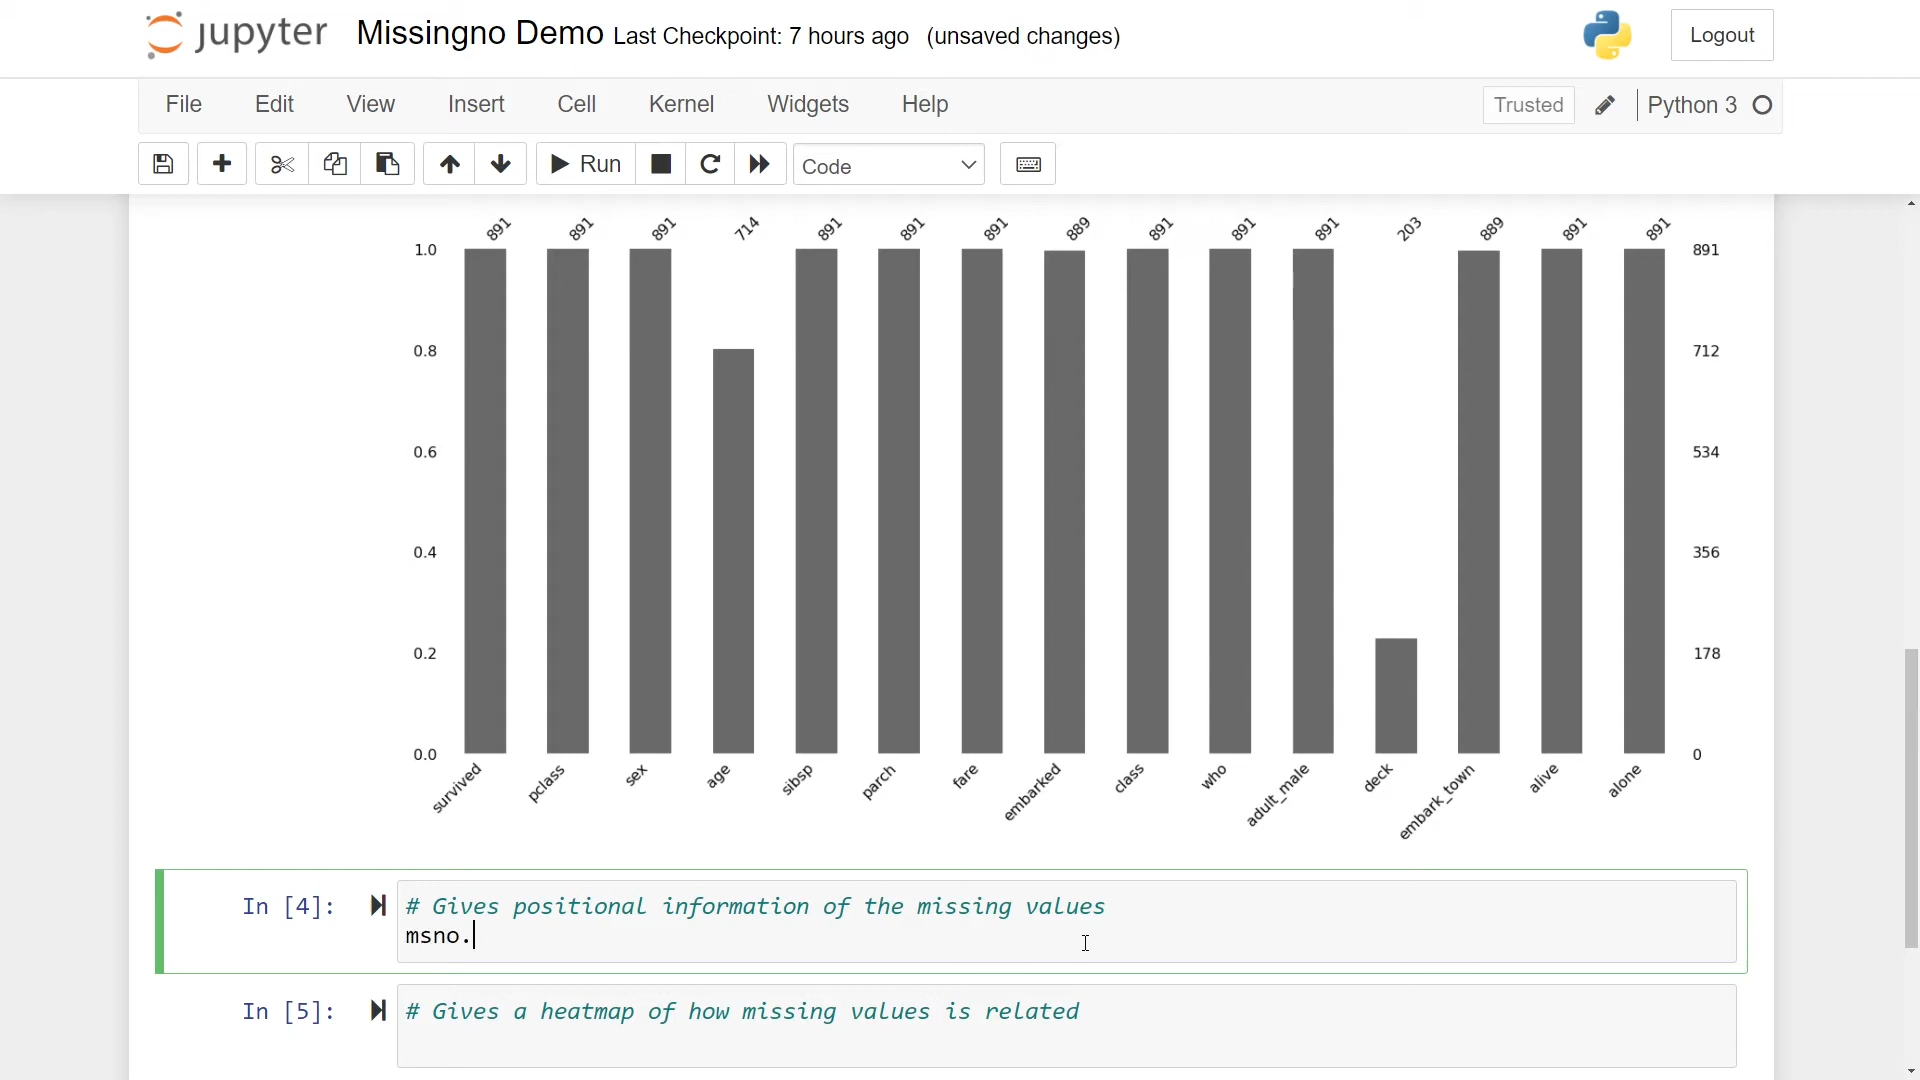 jupyter Missingno Demo Last Checkpoint: 7 hours ago (unsaved changes) Logout
File Edit View Insert Cell Kernel Widgets Help Trusted Python 3
Run Code
891 891 891 714 891 891 891 889 891 891 891 203 889 891 891
1.0 891
0.8 712
0.6 534
0.4 356
0.2 178
0.0 0
survived pclass sex age sibsp parch fare embarked class who adult_male deck embark_town alive alone
In [4]: # Gives positional information of the missing values
msno.
In [5]: # Gives a heatmap of how missing values is related